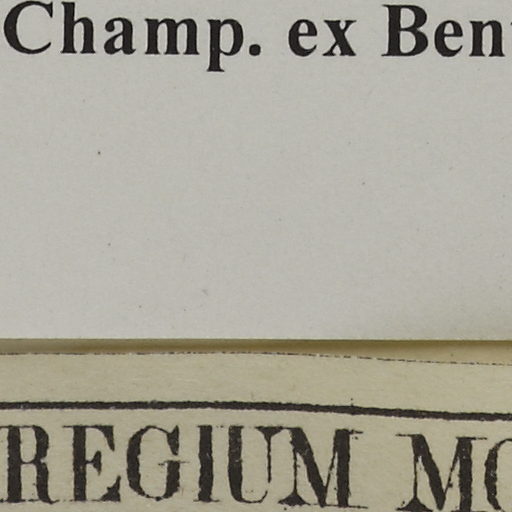 Champ. ex Ben
REGIUM M